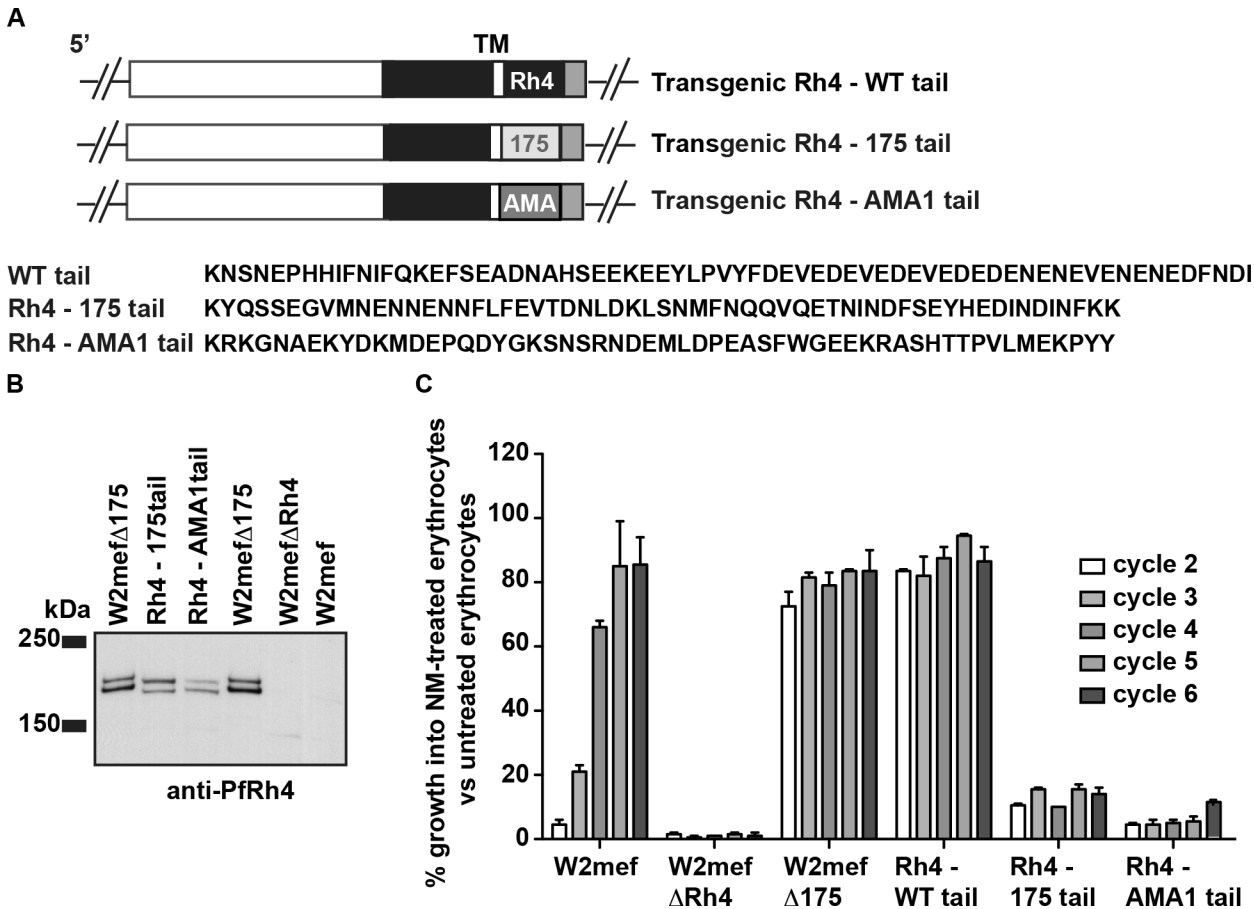 A
5’
TM
Rh4
Transgenic Rh4 - WT tail
175
Transgenic Rh4 - 175 tail
AMA
Transgenic Rh4 - AMA1 tail
WT tail KNSNEPHHIFNIFQKEFSEADNAHSEEKEEYLPVYFDEVEDEVEDEVEDEDENENEVENENEDFNDI
Rh4 - 175 tail KYQSSEGVMNENNENNFLFEVTDNLDKLSNMFNQQVQETNINDFSEYHEDINDINFKK
Rh4 - AMA1 tail KRKGNAEKYDKMDEPQDYGKSNSRNDEMLDPEASFWGEEKRASHTTPVLMEKPYY
B
W2mefΔ175
Rh4 - 175tail
Rh4 - AMA1tail
W2mefΔ175
W2mefΔRh4
W2mef
kDa
250
150
anti-PfRh4
C
% growth into NM-treated erythrocytes
vs untreated erythrocytes
120
100
80
60
40
20
0
cycle 2
cycle 3
cycle 4
cycle 5
cycle 6
W2mef
W2mef
ΔRh4
W2mef
Δ175
Rh4 -
WT tail
Rh4 -
175 tail
Rh4 -
AMA1 tail